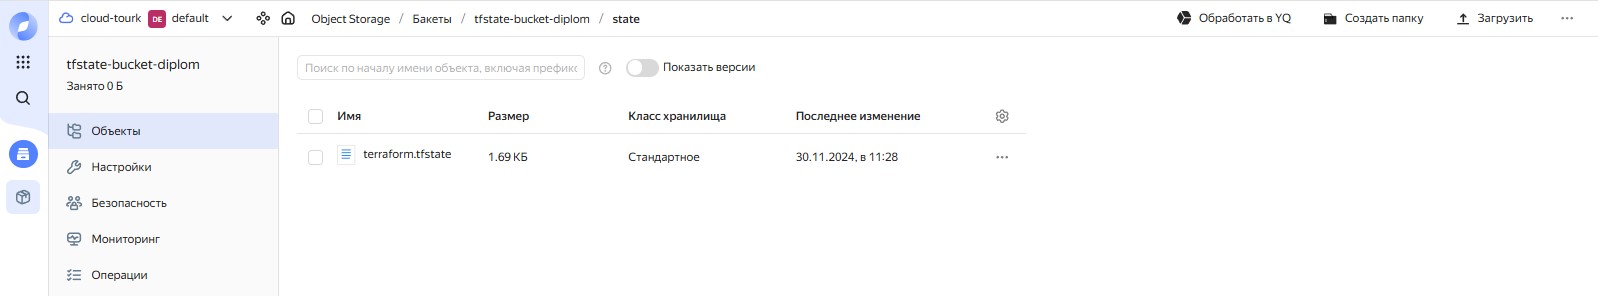 cloud-tourk DE default Object Storage / Бакеты / tfstate-bucket-diplom / state Обработать в YQ Создать папку Загрузить
tfstate-bucket-diplom
Занято 0 Б
Объекты
Настройки
Безопасность
Мониторинг
Операции
Поиск по началу имени объекта, включая префикс Показать версии
Имя Размер Класс хранилища Последнее изменение
terraform.tfstate 1.69 КБ Стандартное 30.11.2024, в 11:28